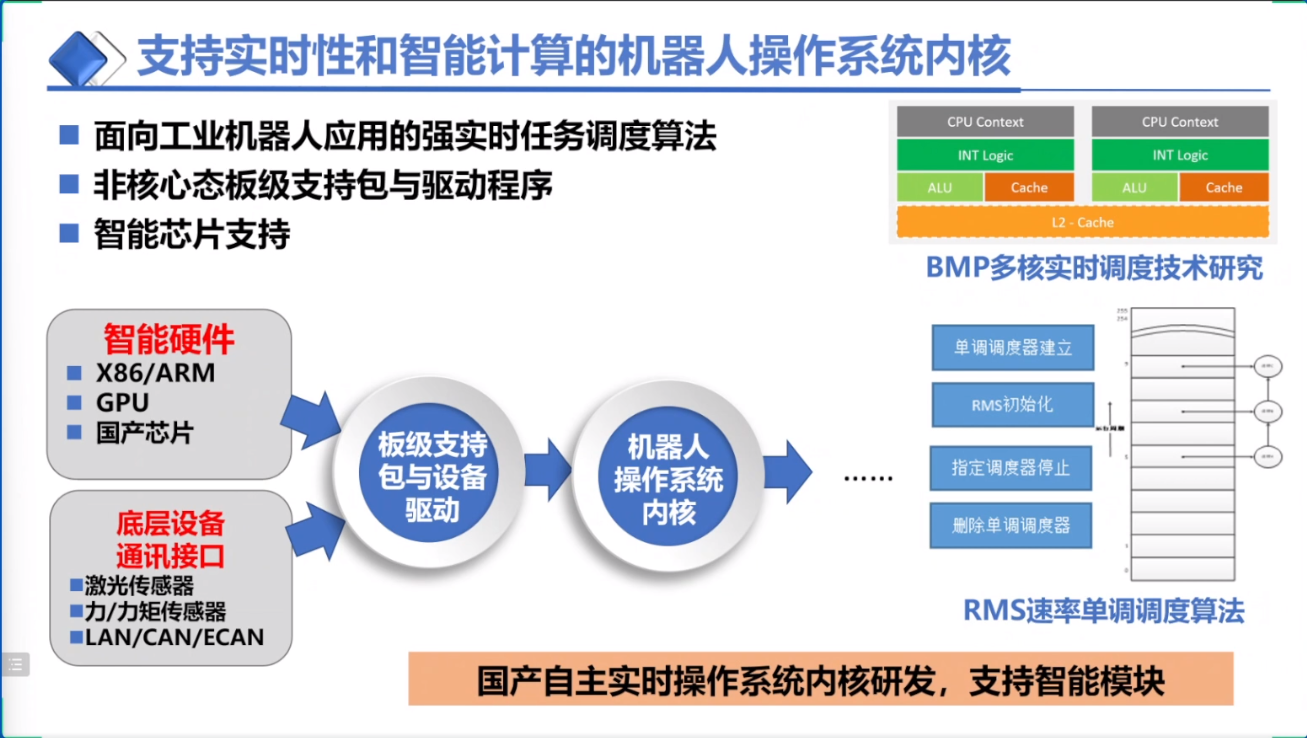 支持实时性和智能计算的机器人操作系统内核
面向工业机器人应用的强实时任务调度算法
非核心态板级支持包与驱动程序
智能芯片支持
CPU Context
CPU Context
INT Logic
INT Logic
ALU
Cache
ALU
Cache
L2 - Cache
BMP多核实时调度技术研究
智能硬件
X86/ARM
GPU
国产芯片
底层设备
通讯接口
激光传感器
力/力矩传感器
LAN/CAN/ECAN
板级支持
包与设备
驱动
机器人
操作系统
内核
……
单调调度器建立
RMS初始化
指定调度器停止
删除单调调度器
255
254
RMS速率单调调度算法
国产自主实时操作系统内核研发，支持智能模块